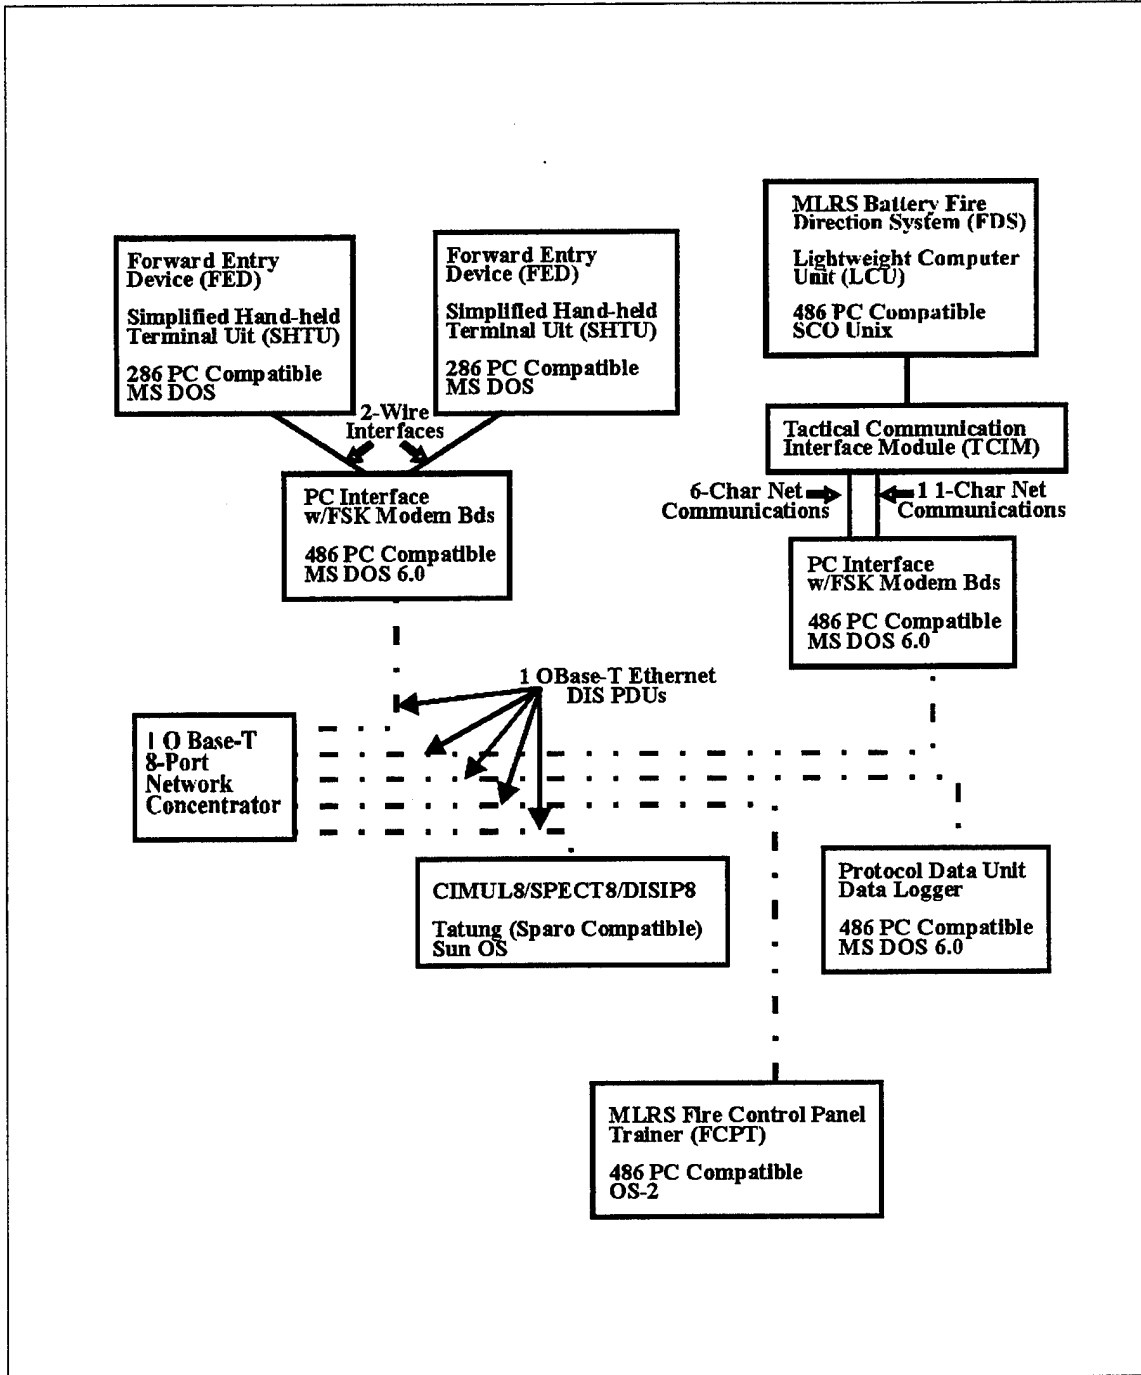 MLRS Battery Fire
Direction System (FDS)
Lightweight Computer
Unit (LCU)
486 PC Compatible
SCO Unix
Forward Entry
Device (FED)
Simplified Hand-held
Terminal Uit (SHTU)
286 PC Compatible
MS DOS
Forward Entry
Device (FED)
Simplified Hand-held
Terminal Uit (SHTU)
286 PC Compatible
MS DOS
2-Wire
Interfaces
Tactical Communication
Interface Module (TCIM)
6-Char Net
Communications
1 1-Char Net
Communications
PC Interface
w/FSK Modem Bds
486 PC Compatible
MS DOS 6.0
PC Interface
w/FSK Modem Bds
486 PC Compatible
MS DOS 6.0
1 OBase-T Ethernet
DIS PDUs
1 O Base-T
8-Port
Network
Concentrator
CIMUL8/SPECT8/DISIP8
Tatung (Sparo Compatible)
Sun OS
Protocol Data Unit
Data Logger
486 PC Compatible
MS DOS 6.0
MLRS Fire Control Panel
Trainer (FCPT)
486 PC Compatible
OS-2